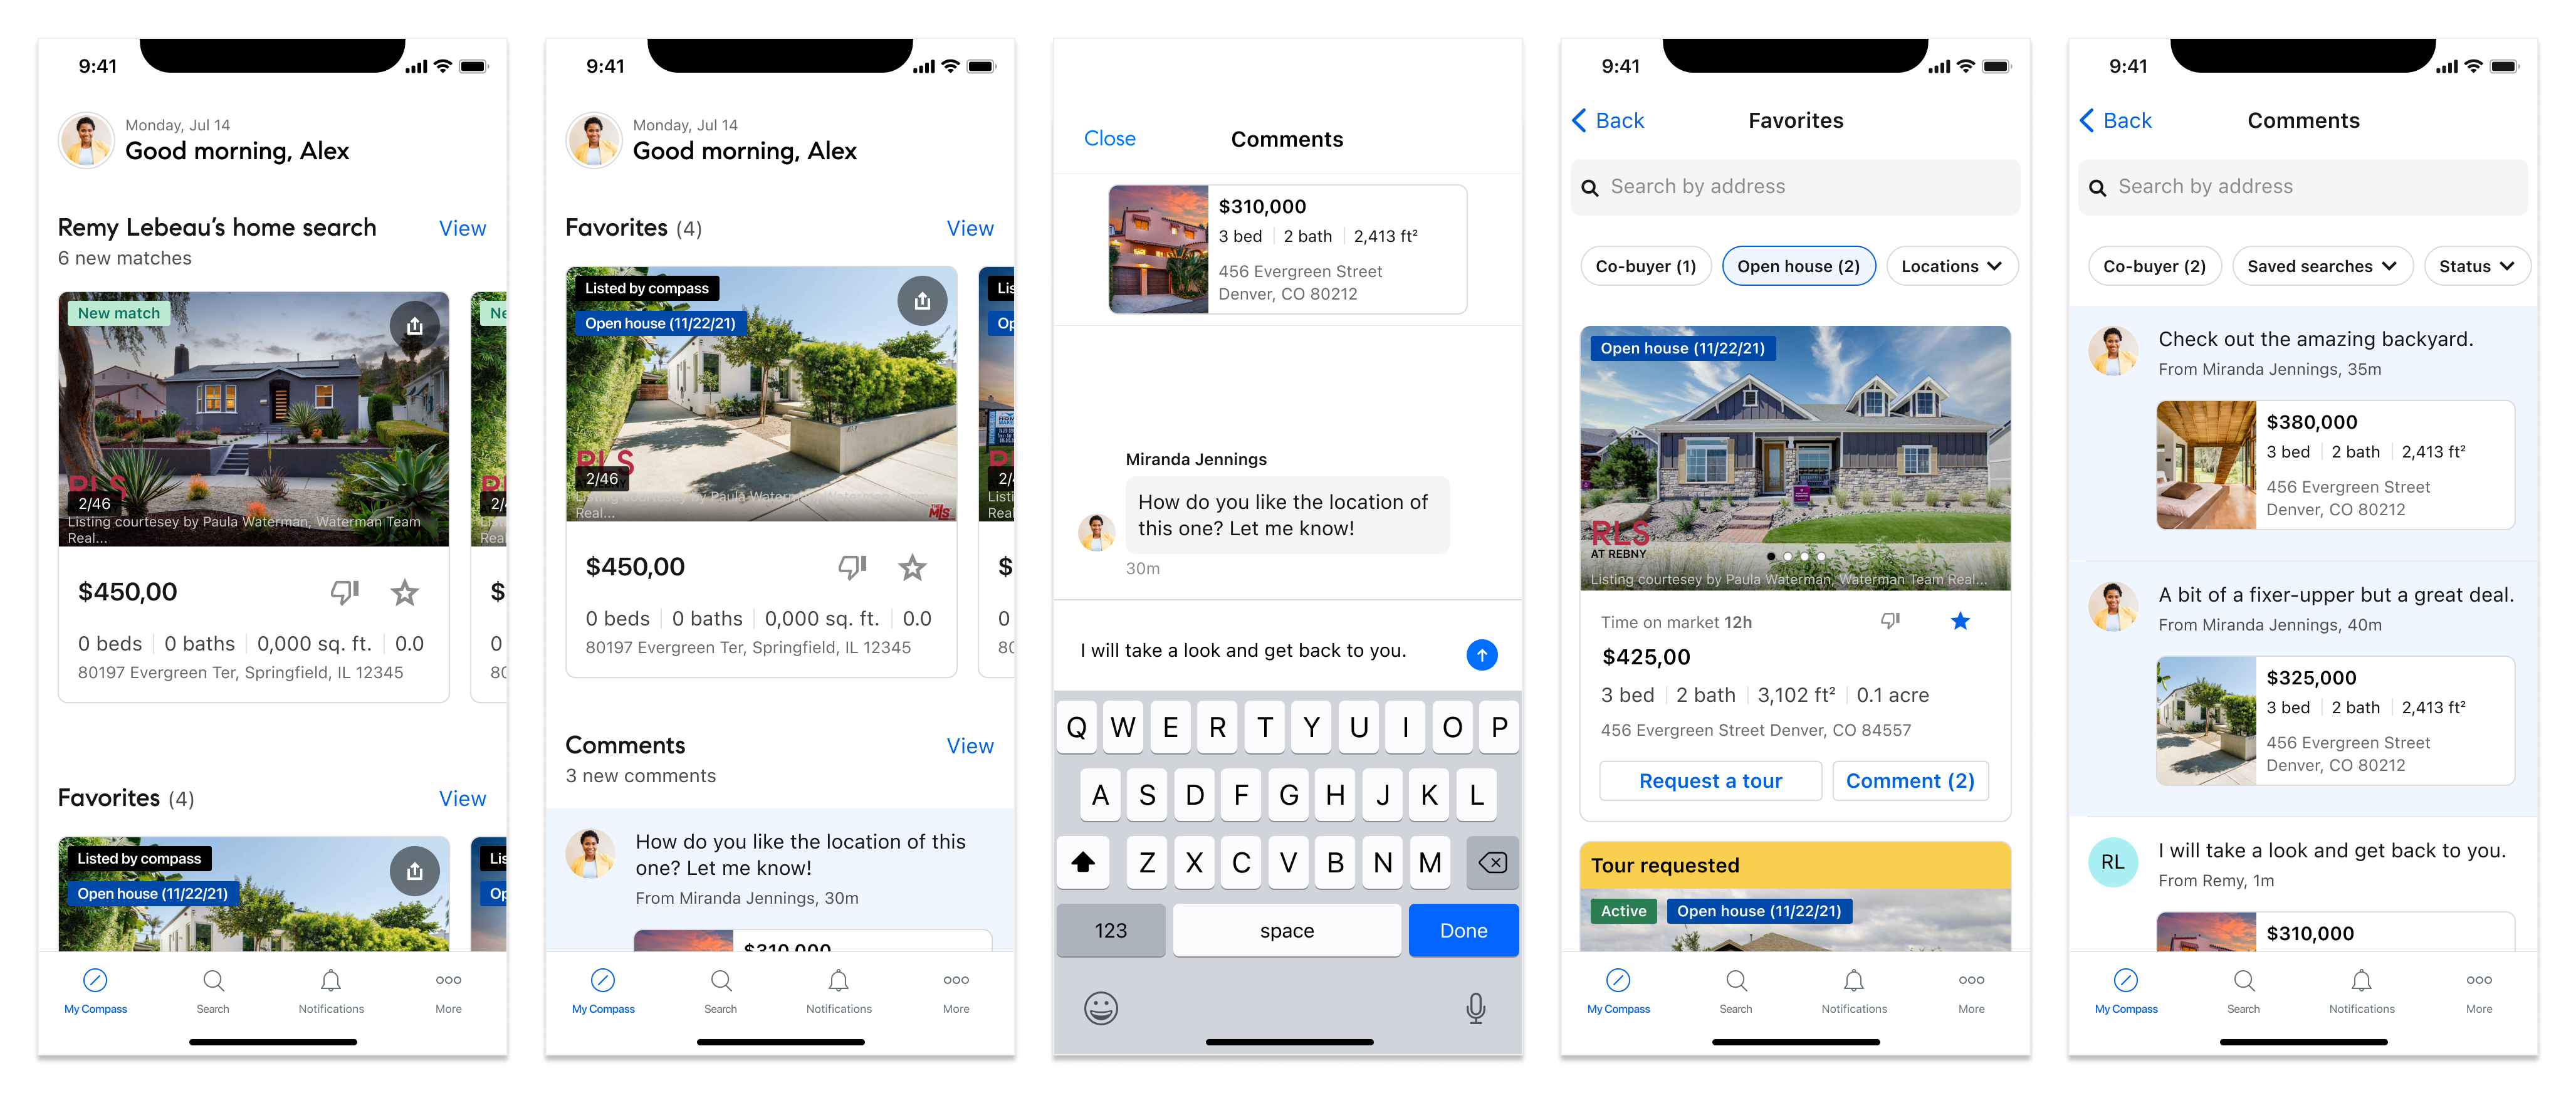 9:41
Monday, Jul 14
Good morning, Alex
Remy Lebeau’s home search
View
6 new matches
New match
Ne
RLS
2/46
Listing courtesey by Paula Waterman, Waterman Team
Real...
$450,00
0 beds 0 baths 0,000 sq. ft. 0.0
80197 Evergreen Ter, Springfield, IL 12345
R
2/4
Listi
Real
$
0
80
Favorites (4)
View
Listed by compass
Open house (11/22/21)
Lis
Op
My Compass
Search
Notifications
More
9:41
Monday, Jul 14
Good morning, Alex
Favorites (4)
View
Listed by compass
Open house (11/22/21)
RLS
2/46
Listing courtesey by Paula Waterman, Waterman Team
Real...
MLS
$450,00
0 beds 0 baths 0,000 sq. ft. 0.0
80197 Evergreen Ter, Springfield, IL 12345
Lis
Op
R
2/4
Listi
Real
$
0
80
Comments
View
3 new comments
How do you like the location of this
one? Let me know!
From Miranda Jennings, 30m
$310,000
My Compass
Search
Notifications
More
Close
Comments
$310,000
3 bed 2 bath 2,413 ft²
456 Evergreen Street
Denver, CO 80212
Miranda Jennings
How do you like the location of
this one? Let me know!
30m
I will take a look and get back to you.
Q W E R T Y U I O P
A S D F G H J K L
Z X C V B N M
123 space Done
9:41
Back
Favorites
Search by address
Co-buyer (1) Open house (2) Locations
Open house (11/22/21)
RLS
AT REBNY
Listing courtesey by Paula Waterman, Waterman Team Real...
Time on market 12h
$425,00
3 bed 2 bath 3,102 ft² 0.1 acre
456 Evergreen Street Denver, CO 84557
Request a tour Comment (2)
Tour requested
Active Open house (11/22/21)
My Compass
Search
Notifications
More
9:41
Back
Comments
Search by address
Co-buyer (2) Saved searches Status
Check out the amazing backyard.
From Miranda Jennings, 35m
$380,000
3 bed 2 bath 2,413 ft²
456 Evergreen Street
Denver, CO 80212
A bit of a fixer-upper but a great deal.
From Miranda Jennings, 40m
$325,000
3 bed 2 bath 2,413 ft²
456 Evergreen Street
Denver, CO 80212
RL
I will take a look and get back to you.
From Remy, 1m
$310,000
My Compass
Search
Notifications
More